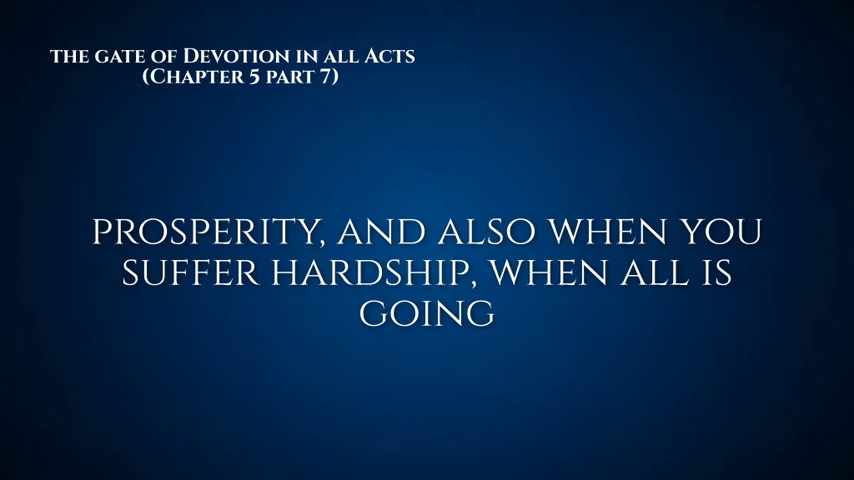 the gate of Devotion in all Acts
(Chapter 5 part 7)
prosperity, and also when you
suffer hardship, when all is
going